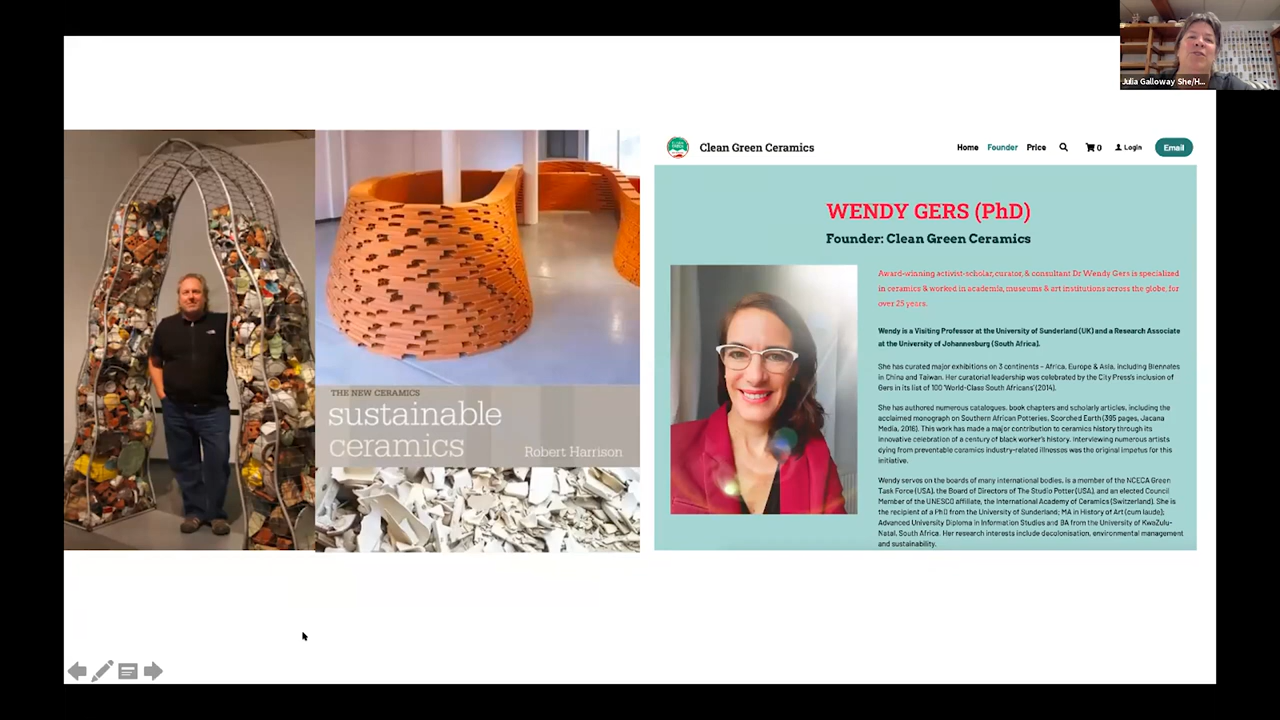 Julia Galloway She/H...
THE NEW CERAMICS
sustainable
ceramics
Robert Harrison
Clean Green Ceramics
Home Founder Price 0 Login Email
WENDY GERS (PhD)
Founder: Clean Green Ceramics
Award-winning activist-scholar, curator, & consultant Dr Wendy Gers is specialized
in ceramics & worked in academia, museums & art institutions across the globe, for
over 25 years.
Wendy is a Visiting Professor at the University of Sunderland (UK) and a Research Associate
at the University of Johannesburg (South Africa).
She has curated major exhibitions on 3 continents – Africa, Europe & Asia, including Biennales
in China and Taiwan. Her curatorial leadership was celebrated by the City Press's inclusion of
Gers in its list of 100 'World-Class South Africans' (2014).
She has authored numerous catalogues, book chapters and scholarly articles, including the
acclaimed monograph on Southern African Potteries, Scorched Earth (395 pages, Jacana
Media, 2016). This work has made a major contribution to ceramics history through its
innovative celebration of a century of black worker's history. Interviewing numerous artists
dying from preventable ceramics industry-related illnesses was the original impetus for this
initiative.
Wendy serves on the boards of many international bodies, is a member of the NCECA Green
Task Force (USA), the Board of Directors of The Studio Potter (USA), and an elected Council
Member of the UNESCO affiliate, the International Academy of Ceramics (Switzerland). She is
the recipient of a PhD from the University of Sunderland; MA in History of Art (cum laude);
Advanced University Diploma in Information Studies and BA from the University of KwaZulu-
Natal, South Africa. Her research interests include decolonisation, environmental management
and sustainability.